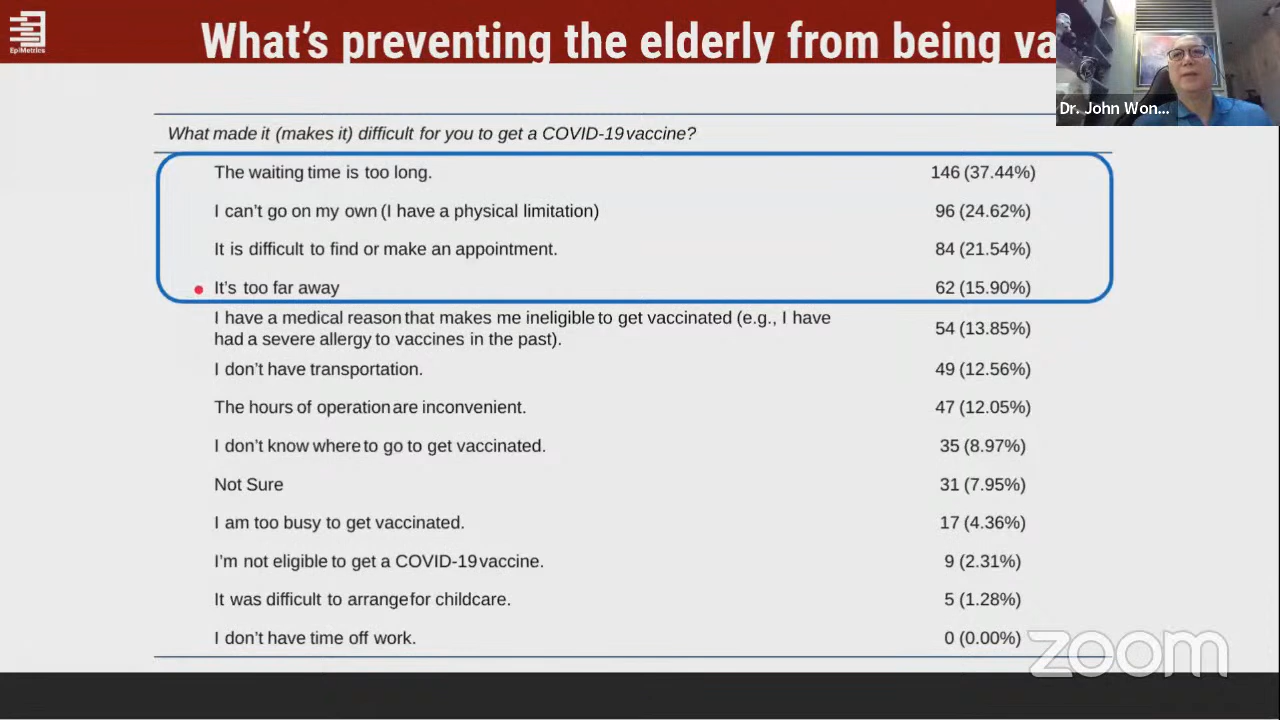 EpiMetrics
What's preventing the elderly from being va
Dr. John Won...
What made it (makes it) difficult for you to get a COVID-19 vaccine?
The waiting time is too long. 146 (37.44%)
I can't go on my own (I have a physical limitation) 96 (24.62%)
It is difficult to find or make an appointment. 84 (21.54%)
It's too far away 62 (15.90%)
I have a medical reason that makes me ineligible to get vaccinated (e.g., I have
had a severe allergy to vaccines in the past). 54 (13.85%)
I don't have transportation. 49 (12.56%)
The hours of operation are inconvenient. 47 (12.05%)
I don't know where to go to get vaccinated. 35 (8.97%)
Not Sure 31 (7.95%)
I am too busy to get vaccinated. 17 (4.36%)
I'm not eligible to get a COVID-19 vaccine. 9 (2.31%)
It was difficult to arrange for childcare. 5 (1.28%)
I don't have time off work. 0 (0.00%)
zoom